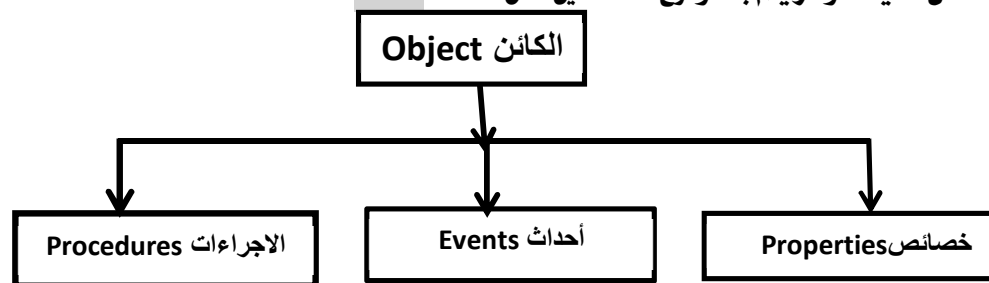 الكائن Object
خصائصProperties
أحداث Events
الاجراءات Procedures